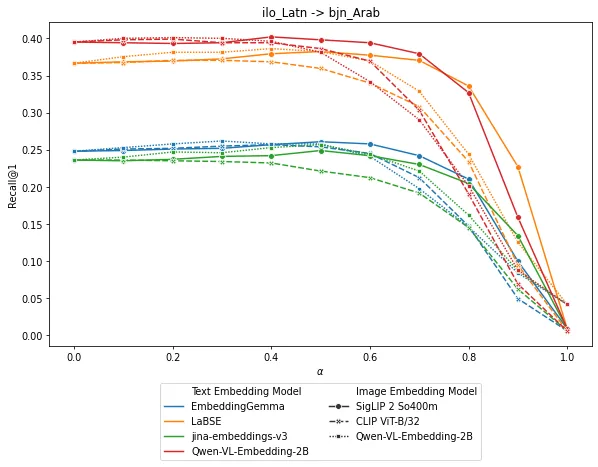 ilo_Latn -> bjn_Arab
Recall@1
0.40
0.35
0.30
0.25
0.20
0.15
0.10
0.05
0.00
0.0 0.2 0.4 0.6 0.8 1.0
α
Text Embedding Model
EmbeddingGemma
LaBSE
jina-embeddings-v3
Qwen-VL-Embedding-2B
Image Embedding Model
SigLIP 2 So400m
CLIP ViT-B/32
Qwen-VL-Embedding-2B